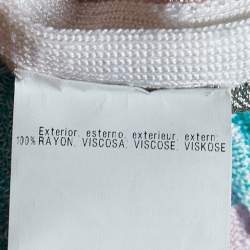 Exterior. esterno. exterieur. extern:
100% RAYON. VISCOSA. VISCOSE. VISKOSE